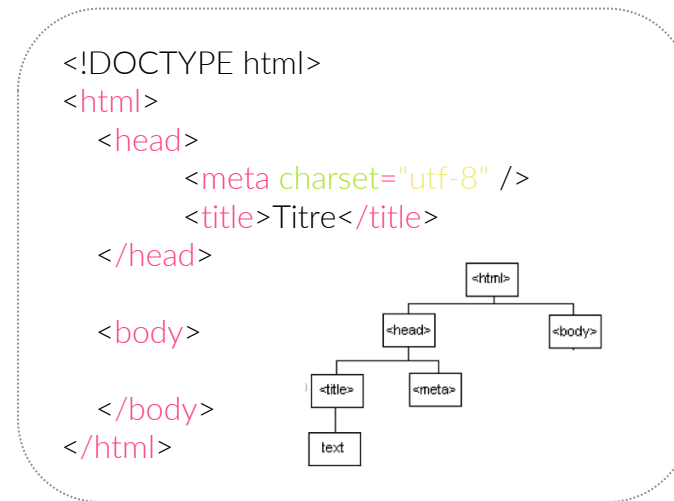 <!DOCTYPE html>
<html>
<head>
<meta charset="utf-8" />
<title>Titre</title>
</head>
<body>
</body>
</html>
<html>
<head>
<body>
<title>
<meta>
text